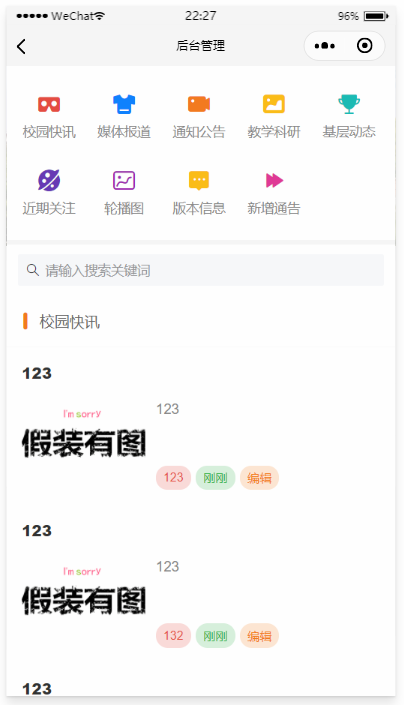 WeChat 22:27 96%
后台管理
校园快讯 媒体报道 通知公告 教学科研 基层动态
近期关注 轮播图 版本信息 新增通告
请输入搜索关键词
校园快讯
123
I'm sorry
假装有图
123
123 刚刚 编辑
123
I'm sorry
假装有图
123
132 刚刚 编辑
123